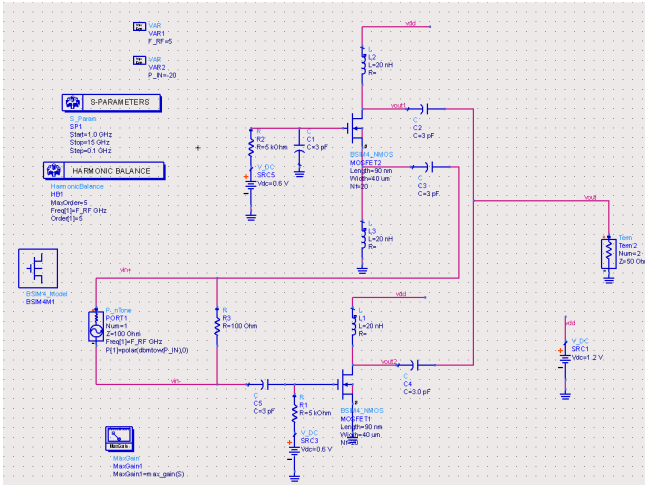 VAR
VAR1
F_RF=5
VAR
VAR2
P_IN=-20
S-PARAMETERS
S_Param
SP1
Start=1.0 GHz
Stop=15 GHz
Step=0.1 GHz
HARMONIC BALANCE
HarmonicBalance
HB1
MaxOrder=5
Freq[1]=F_RF GHz
Order[1]=5
BSIM4_Model
BSIM4M1
vdd
L
L2
L=20 nH
R=
R
R2
R=5 kOhm
C
C1
C=3 pF
V_DC
SRC5
Vdc=0.6 V
vout1
C
C2
C=3 pF
BSIM4_NMOS
MOSFET2
Length=90 nm
Width=40 um
Nf=20
C
C3
C=3 pF
L
L3
L=20 nH
R=
vout
Term
Term2
Num=2
Z=50 Ohm
vin+
P_nTone
PORT1
Num=1
Z=100 Ohm
Freq[1]=F_RF GHz
P[1]=polar(dbmtow(P_IN),0)
R
R3
R=100 Ohm
vdd
L
L1
L=20 nH
R=
vout2
C
C4
C=3.0 pF
vin-
C
C5
C=3 pF
R
R1
R=5 kOhm
V_DC
SRC3
Vdc=0.6 V
BSIM4_NMOS
MOSFET1
Length=90 nm
Width=40 um
vdd
V_DC
SRC1
Vdc=1.2 V
MaxGain
MaxGain
MaxGain1
MaxGain1=max_gain(S)